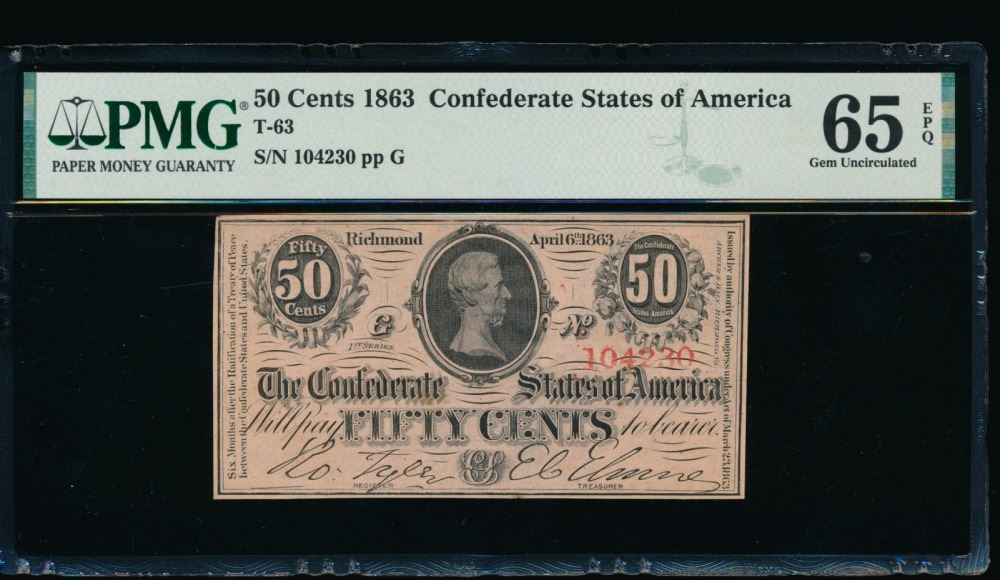 PMG®
PAPER MONEY GUARANTY
50 Cents 1863 Confederate States of America
T-63
S/N 104230 pp G
65
EPQ
Gem Uncirculated
Richmond April 6th 1863
Fifty
50
Cents
The Confederate
50
States of America
G
1ST SERIES.
No
104230
The Confederate States of America
Will pay FIFTY CENTS to bearer.
Ro. Tyler
REGISTER
CS
E C Elmore
TREASURER
Six Months after the Ratification of a Treaty of Peace
between the Confederate States and United States.
Issued by authority of Congress under Act of March 23, 1863